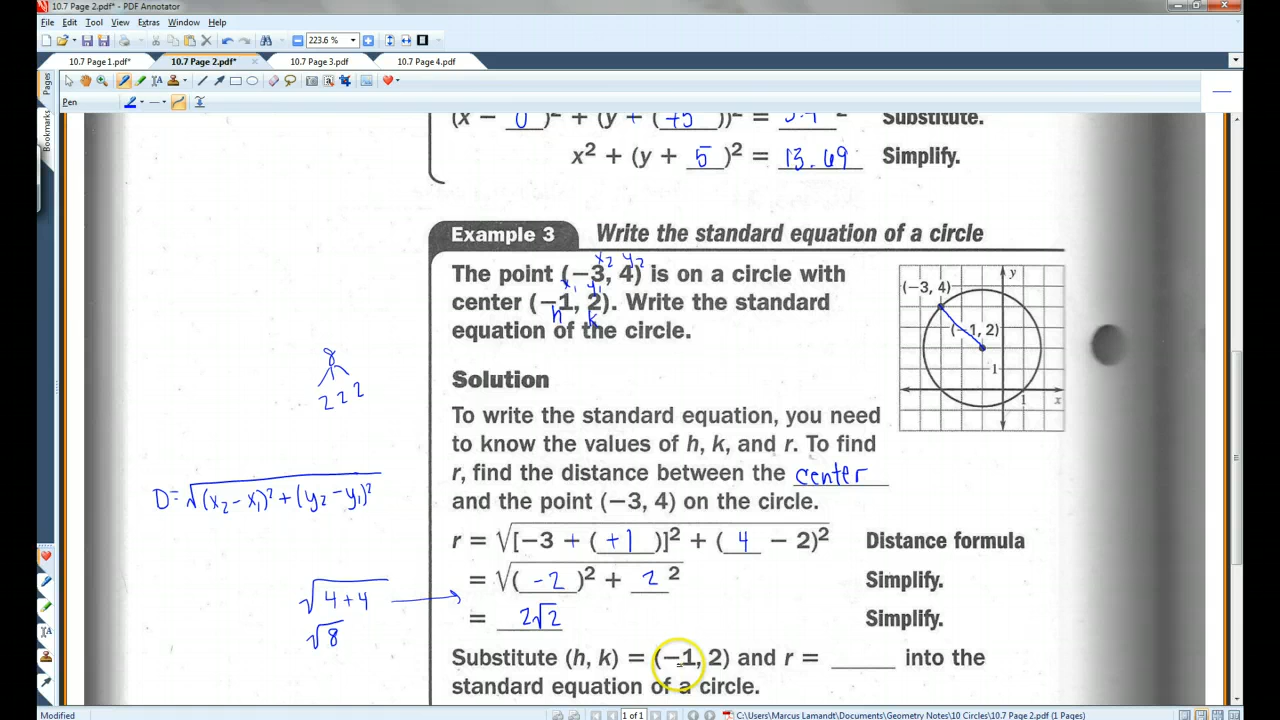 10.7 Page 2.pdf* - PDF Annotator
File Edit Tool View Extras Window Help
223.6 %
10.7 Page 1.pdf* 10.7 Page 2.pdf* 10.7 Page 3.pdf 10.7 Page 4.pdf
Pen
Pages
Bookmarks
(x − 0)² + (y + (+5))² = ² Substitute.
x² + (y + 5)² = 13.69 Simplify.
Example 3 Write the standard equation of a circle
x₂ y₂
The point (−3, 4) is on a circle with
x₁ y₁
center (−1, 2). Write the standard
h k
equation of the circle.
(−3, 4)
(−1, 2)
y
1
1
x
8
2 2 2
Solution
To write the standard equation, you need
to know the values of h, k, and r. To find
r, find the distance between the center
and the point (−3, 4) on the circle.
D=√(x₂ − x₁)² + (y₂ − y₁)²
r = √[−3 + (+1)]² + (4 − 2)² Distance formula
= √(-2)² + 2² Simplify.
√4+4
= 2√2 Simplify.
√8
Substitute (h, k) = (−1, 2) and r = ____ into the
standard equation of a circle.
Modified
1 of 1
C:\Users\Marcus Lamandt\Documents\Geometry Notes\10 Circles\10.7 Page 2.pdf (1 Pages)